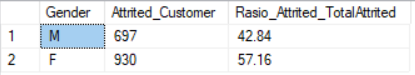 Gender Attrited_Customer Rasio_Attrited_TotalAttrited
1 M 697 42.84
2 F 930 57.16